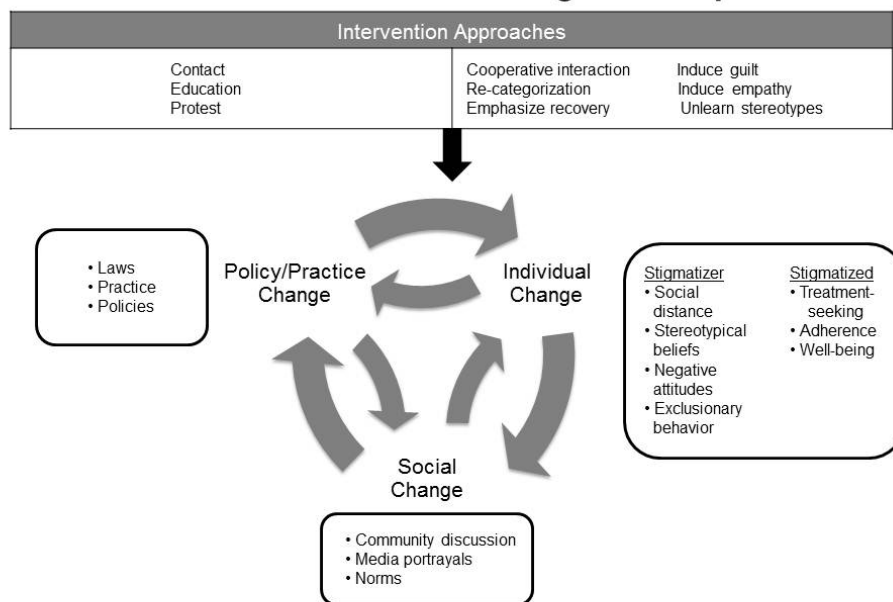 Intervention Approaches
Contact
Education
Protest
Cooperative interaction
Re-categorization
Emphasize recovery
Induce guilt
Induce empathy
Unlearn stereotypes
• Laws
• Practice
• Policies
Policy/Practice
Change
Individual
Change
Stigmatizer
• Social
distance
• Stereotypical
beliefs
• Negative
attitudes
• Exclusionary
behavior
Stigmatized
• Treatment-
seeking
• Adherence
• Well-being
Social
Change
• Community discussion
• Media portrayals
• Norms